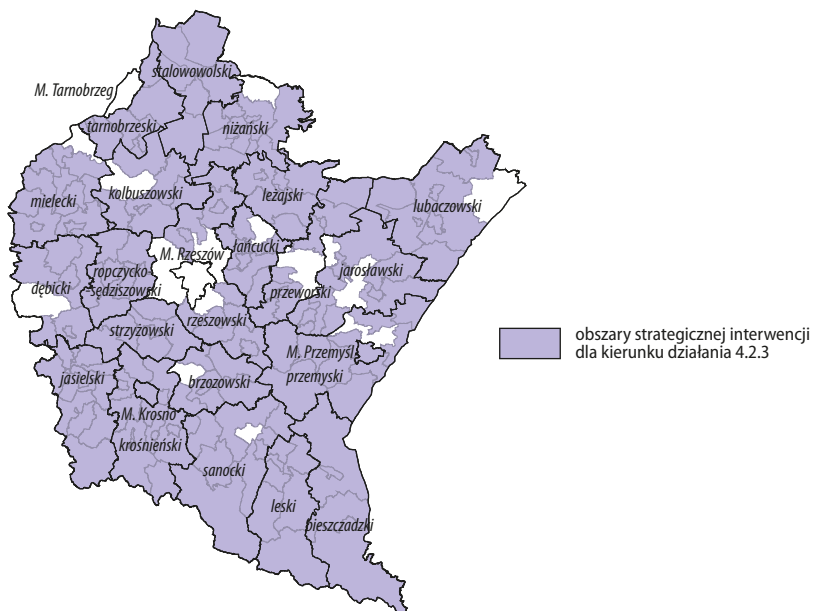 stalowowolski
M. Tarnobrzeg
tarnobrzeski
niżański
kolbuszowski
leżajski
mielecki
lubaczowski
łańcucki
M. Rzeszów
jarosławski
ropczycko-
-sędziszowski
dębicki
przeworski
rzeszowski
strzyżowski
M. Przemyśl
przemyski
jasielski
brzozowski
M. Krosno
krośnieński
sanocki
leski
bieszczadzki
obszary strategicznej interwencji
dla kierunku działania 4.2.3